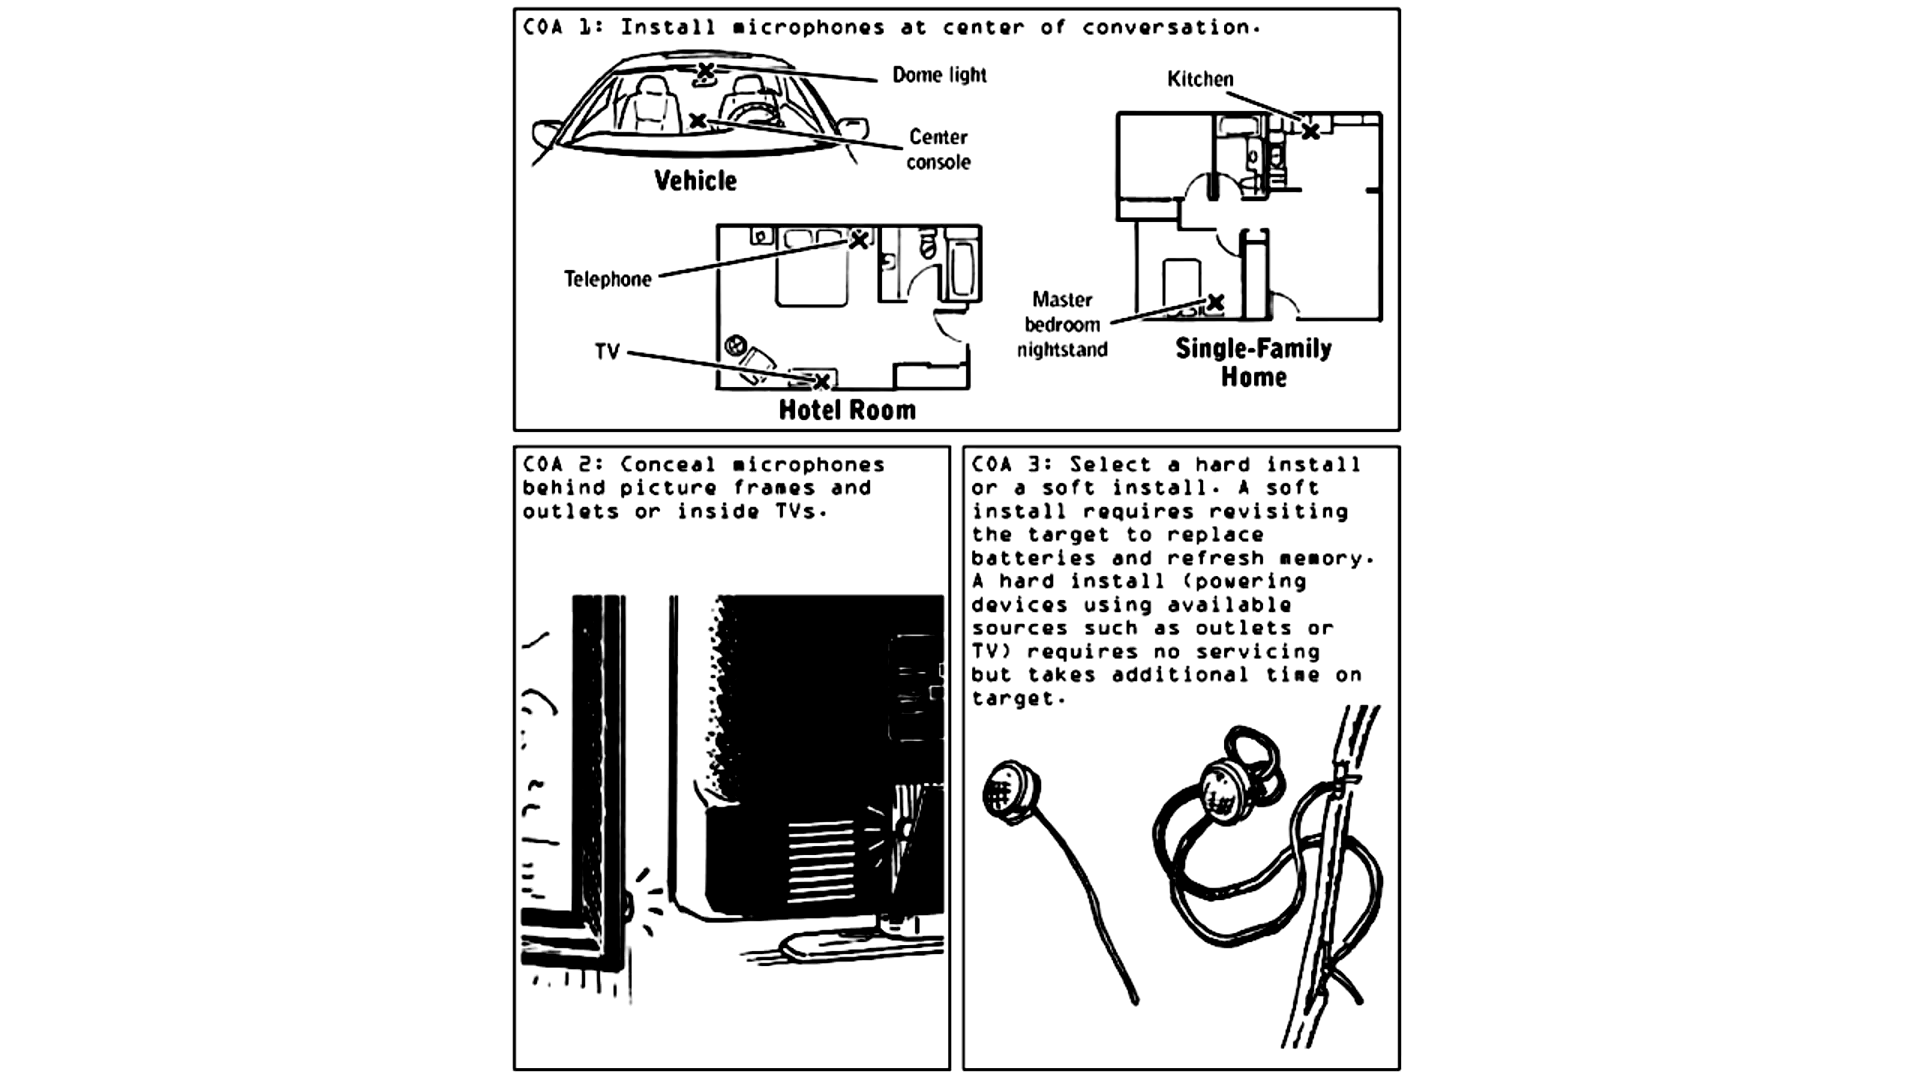 COA 1: Install microphones at center of conversation.
Dome light
Center
console
Vehicle
Kitchen
Master
bedroom
nightstand
Single-Family
Home
Telephone
TV
Hotel Room
COA 2: Conceal microphones
behind picture frames and
outlets or inside TVs.
COA 3: Select a hard install
or a soft install. A soft
install requires revisiting
the target to replace
batteries and refresh memory.
A hard install (powering
devices using available
sources such as outlets or
TV) requires no servicing
but takes additional time on
target.